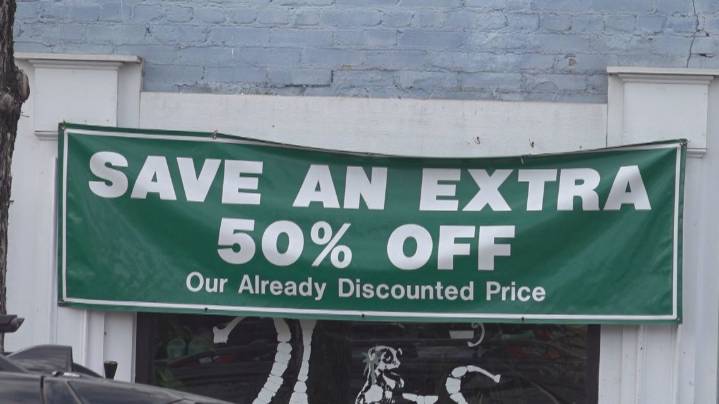 SAVE AN EXTRA
50% OFF
Our Already Discounted Price